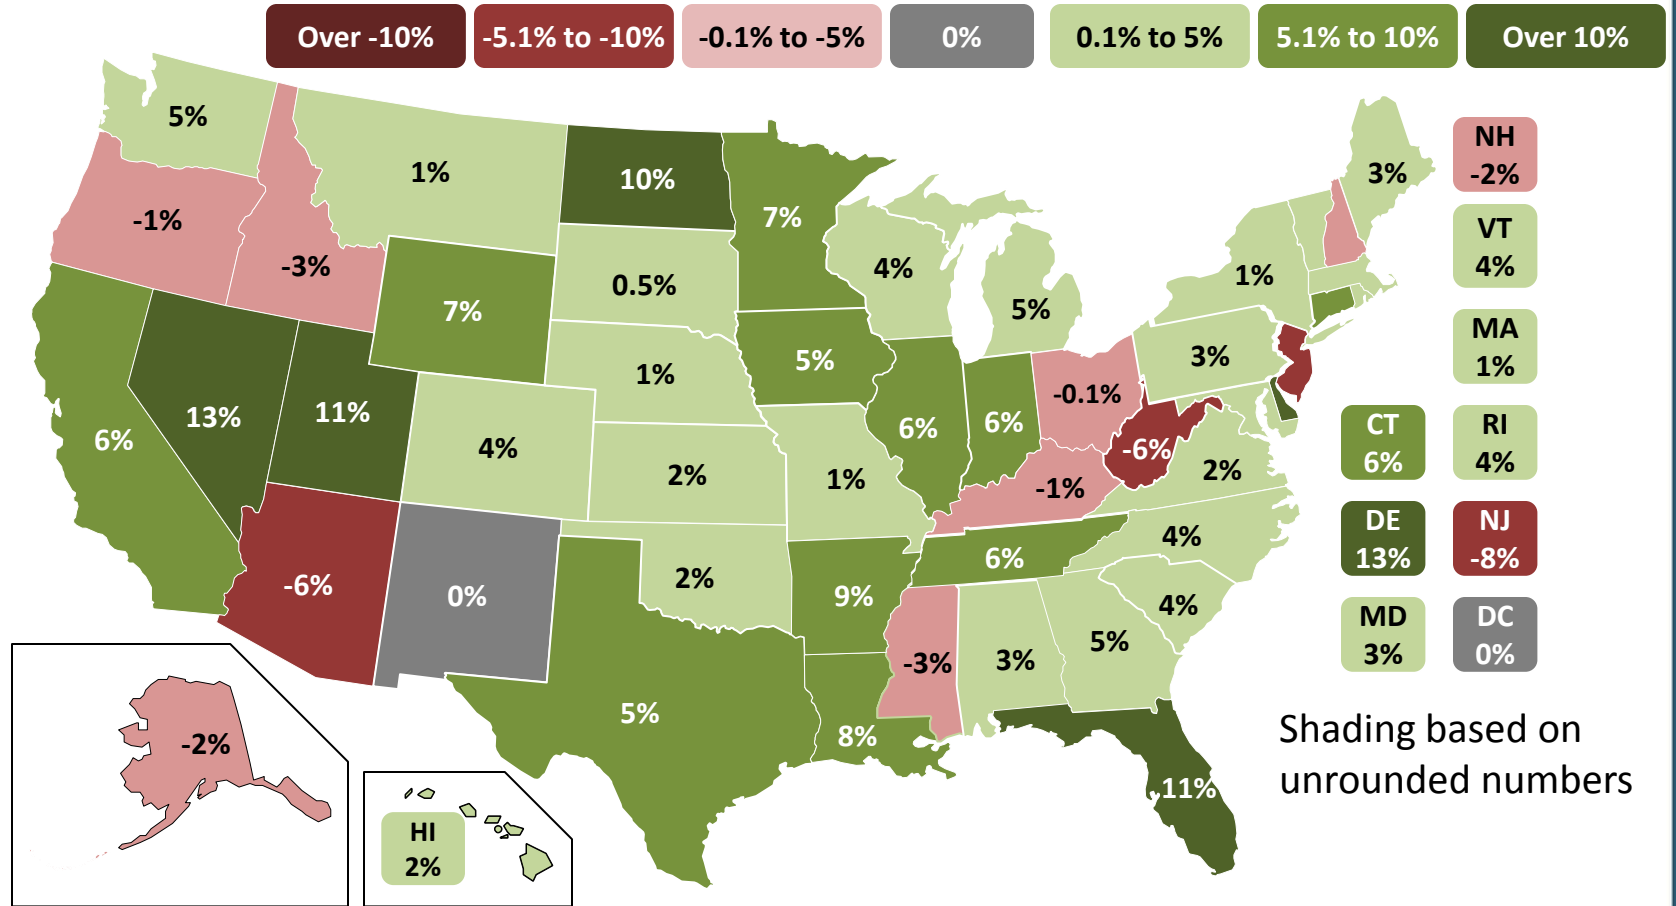 Over -10%
-5.1% to -10%
-0.1% to -5%
0%
0.1% to 5%
5.1% to 10%
Over 10%
5%
1%
10%
7%
3%
NH
-2%
-1%
-3%
0.5%
4%
1%
VT
4%
7%
5%
5%
3%
MA
1%
6%
13%
11%
1%
-0.1%
4%
2%
1%
6%
6%
-6%
-1%
2%
CT
6%
RI
4%
-6%
0%
2%
9%
6%
4%
DE
13%
NJ
-8%
5%
8%
-3%
3%
5%
4%
MD
3%
DC
0%
11%
Shading based on
unrounded numbers
-2%
HI
2%